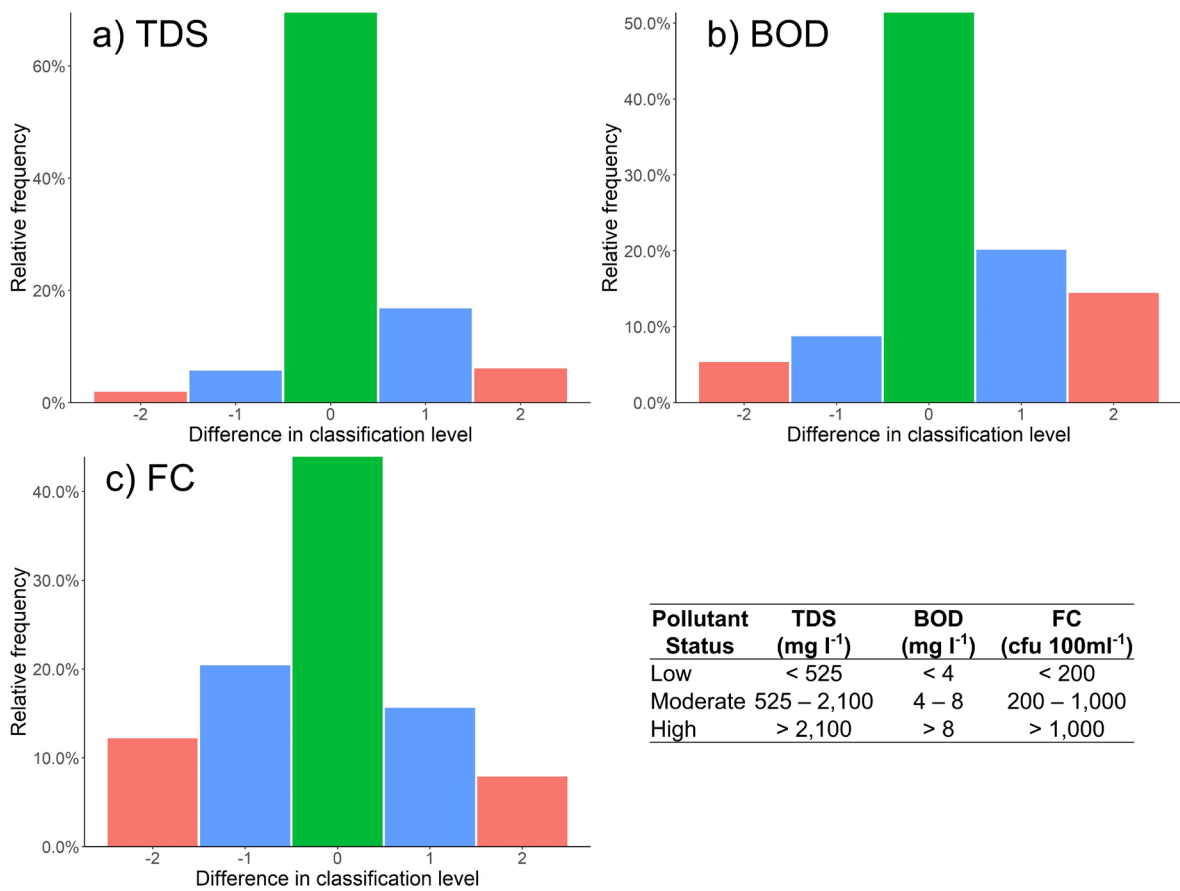 a) TDS
60%
40%
20%
0%
Relative frequency
-2 -1 0 1 2
Difference in classification level
b) BOD
50.0%
40.0%
30.0%
20.0%
10.0%
0.0%
Relative frequency
-2 -1 0 1 2
Difference in classification level
c) FC
40.0%
30.0%
20.0%
10.0%
0.0%
Relative frequency
-2 -1 0 1 2
Difference in classification level
Pollutant TDS BOD FC
Status (mg l⁻¹) (mg l⁻¹) (cfu 100ml⁻¹)
Low < 525 < 4 < 200
Moderate 525 – 2,100 4 – 8 200 – 1,000
High > 2,100 > 8 > 1,000